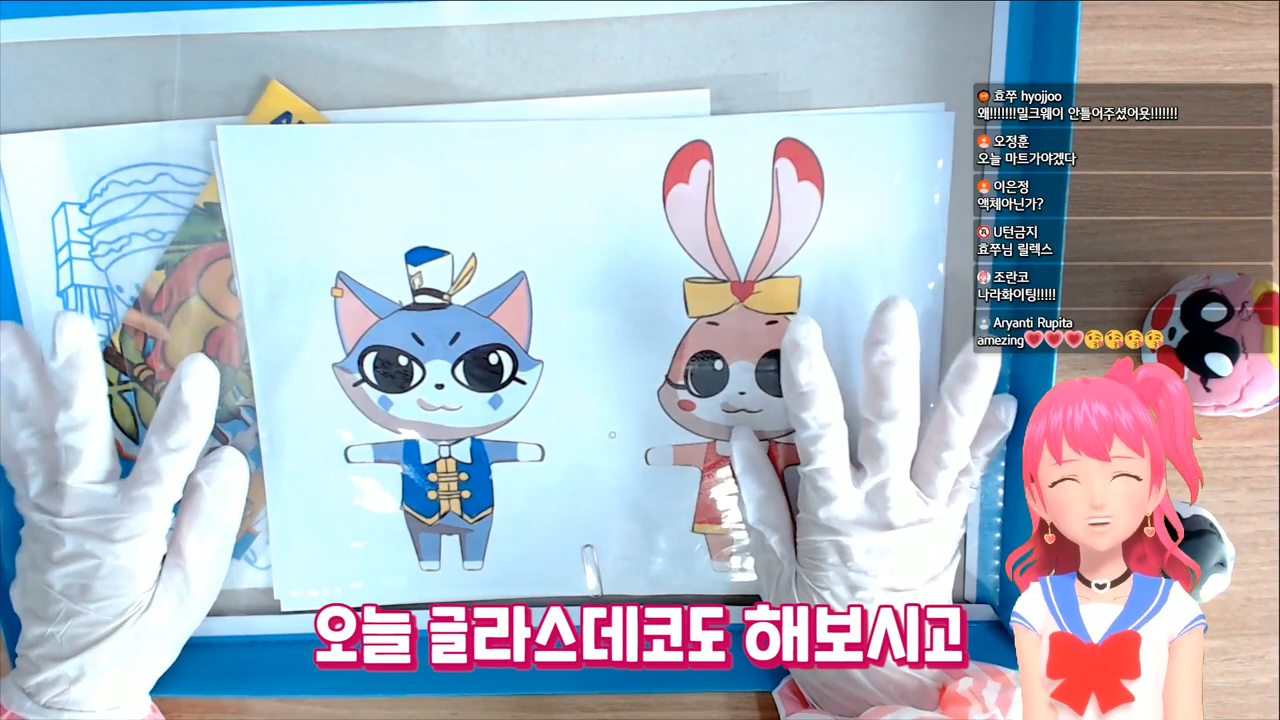 효쭈 hyojjoo
왜!!!!!!!밀크웨이 안틀어주셨어욧!!!!!!!
오정훈
오늘 마트가야겠다
이은정
액체아닌가?
U턴금지
효쭈님 릴렉스
조란코
나라화이팅!!!!!
Aryanti Rupita
amazing❤❤❤😘😘😘😘
오늘 글라스데코도 해보시고